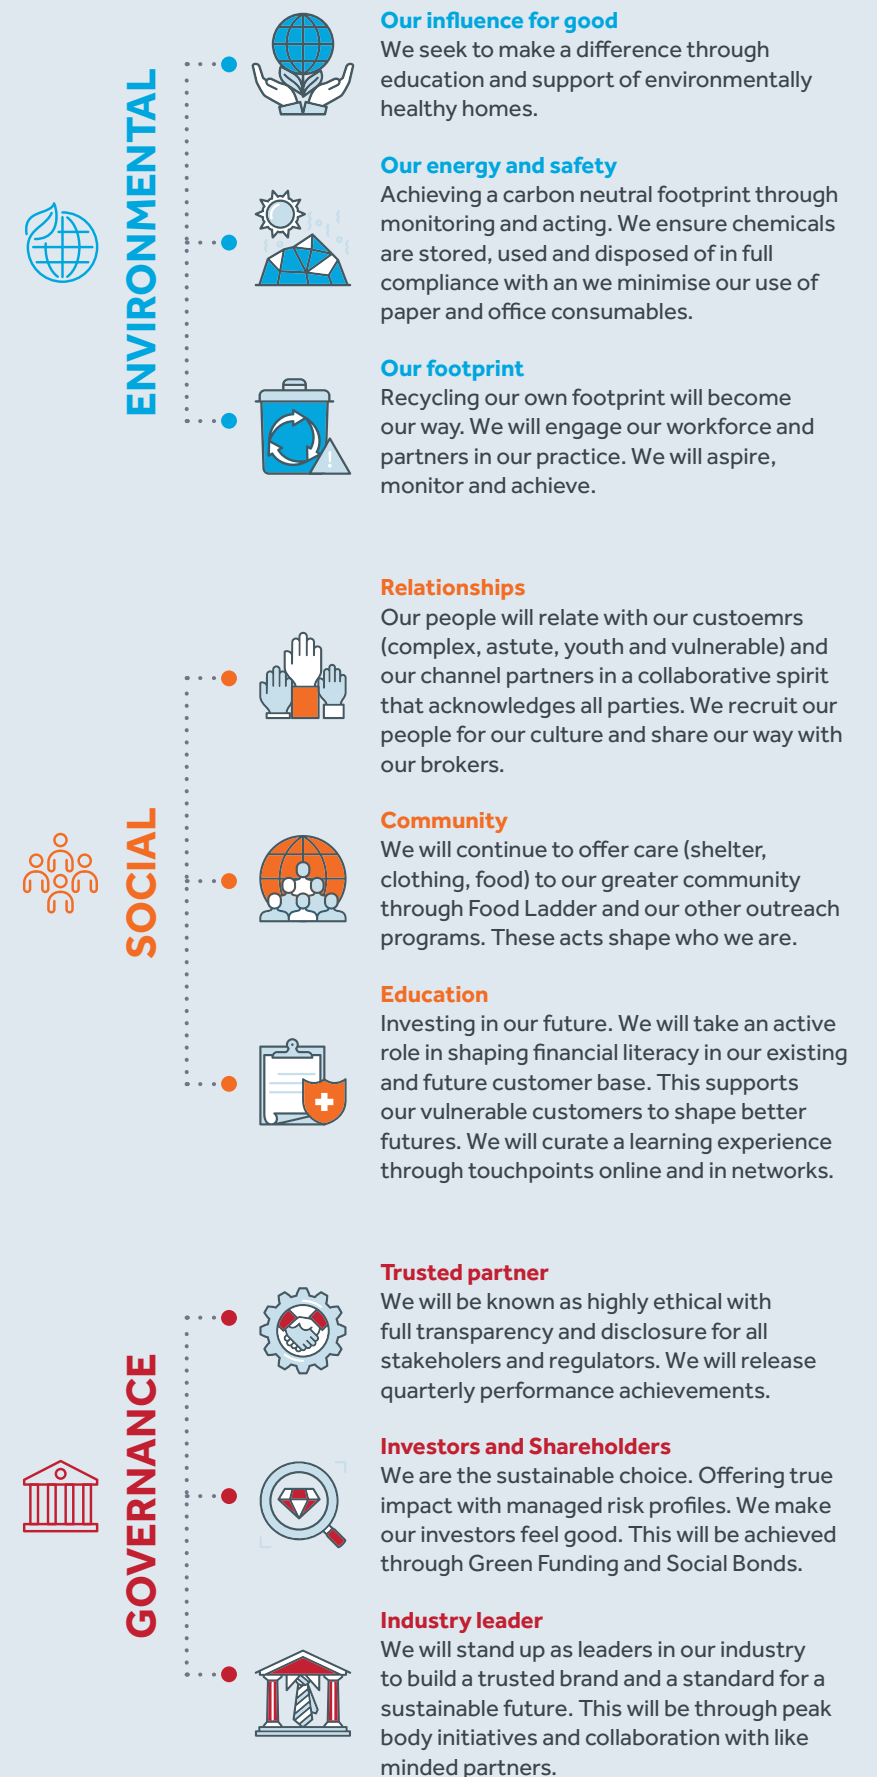 ENVIRONMENTAL
Our influence for good
We seek to make a difference through
education and support of environmentally
healthy homes.
Our energy and safety
Achieving a carbon neutral footprint through
monitoring and acting. We ensure chemicals
are stored, used and disposed of in full
compliance with an we minimise our use of
paper and office consumables.
Our footprint
Recycling our own footprint will become
our way. We will engage our workforce and
partners in our practice. We will aspire,
monitor and achieve.
SOCIAL
Relationships
Our people will relate with our custoemrs
(complex, astute, youth and vulnerable) and
our channel partners in a collaborative spirit
that acknowledges all parties. We recruit our
people for our culture and share our way with
our brokers.
Community
We will continue to offer care (shelter,
clothing, food) to our greater community
through Food Ladder and our other outreach
programs. These acts shape who we are.
Education
Investing in our future. We will take an active
role in shaping financial literacy in our existing
and future customer base. This supports
our vulnerable customers to shape better
futures. We will curate a learning experience
through touchpoints online and in networks.
GOVERNANCE
Trusted partner
We will be known as highly ethical with
full transparency and disclosure for all
stakeholers and regulators. We will release
quarterly performance achievements.
Investors and Shareholders
We are the sustainable choice. Offering true
impact with managed risk profiles. We make
our investors feel good. This will be achieved
through Green Funding and Social Bonds.
Industry leader
We will stand up as leaders in our industry
to build a trusted brand and a standard for a
sustainable future. This will be through peak
body initiatives and collaboration with like
minded partners.